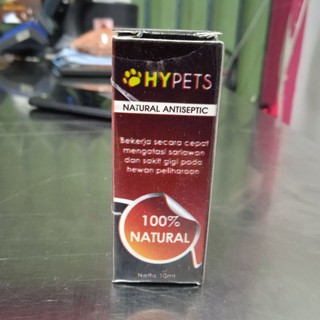 HYPETS
NATURAL ANTISEPTIC
Bekerja secara cepat
mengatasi sariawan
dan sakit gigi pada
hewan peliharaan
100%
NATURAL
Netto 10ml